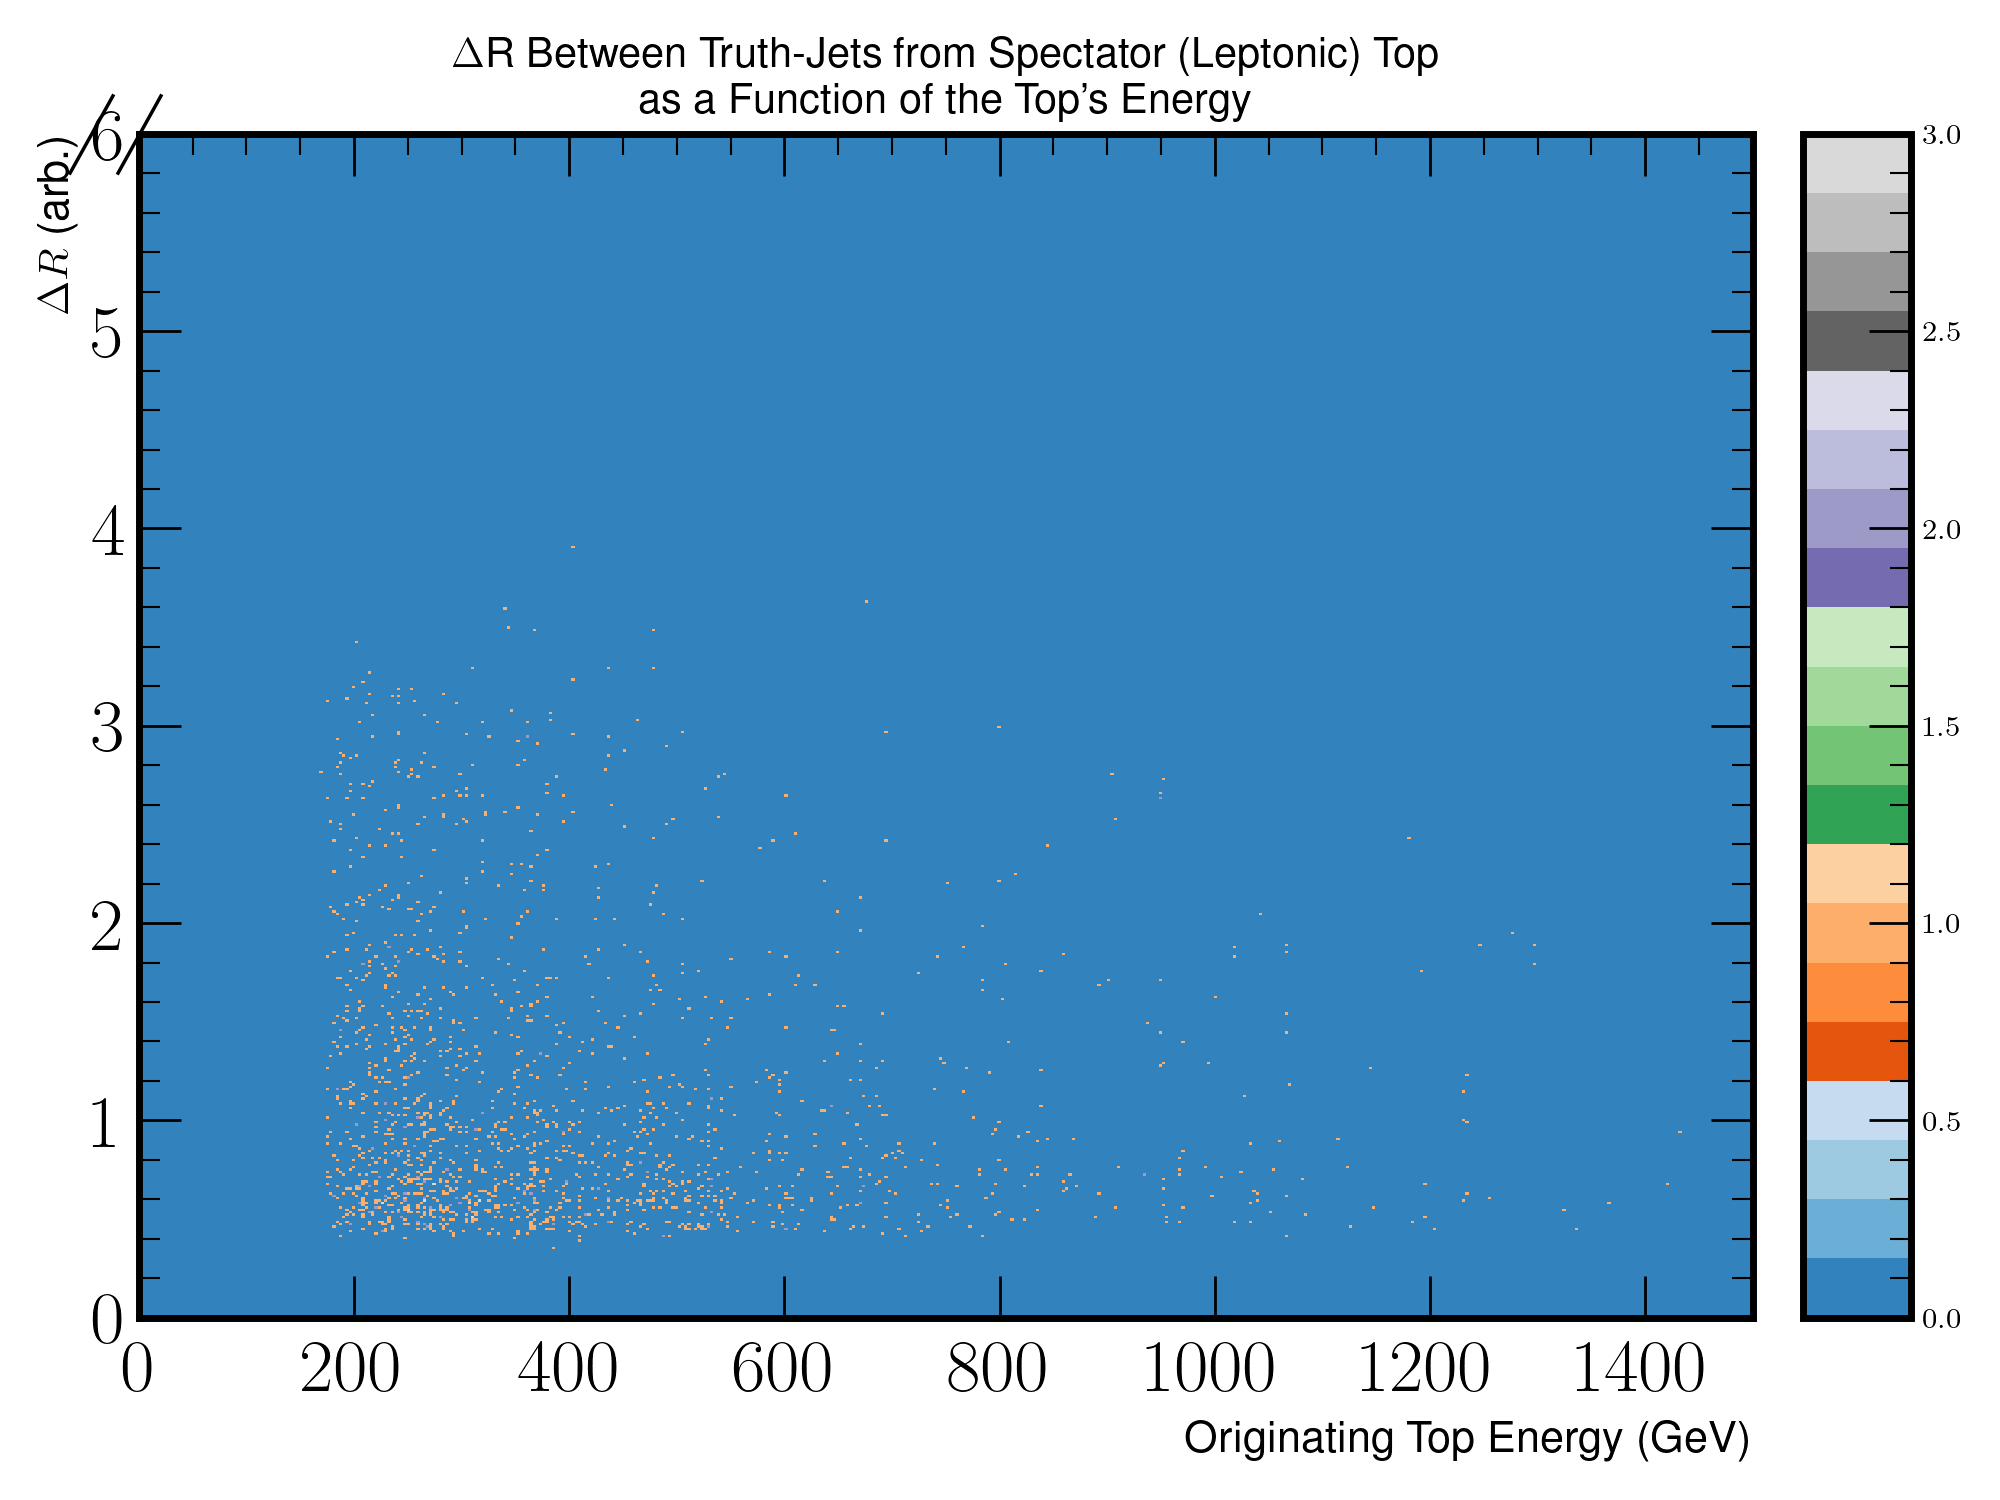 ΔR Between Truth-Jets from Spectator (Leptonic) Top
as a Function of the Top's Energy
ΔR (arb.)
6
5
4
3
2
1
0
0 200 400 600 800 1000 1200 1400
Originating Top Energy (GeV)
3.0
2.5
2.0
1.5
1.0
0.5
0.0